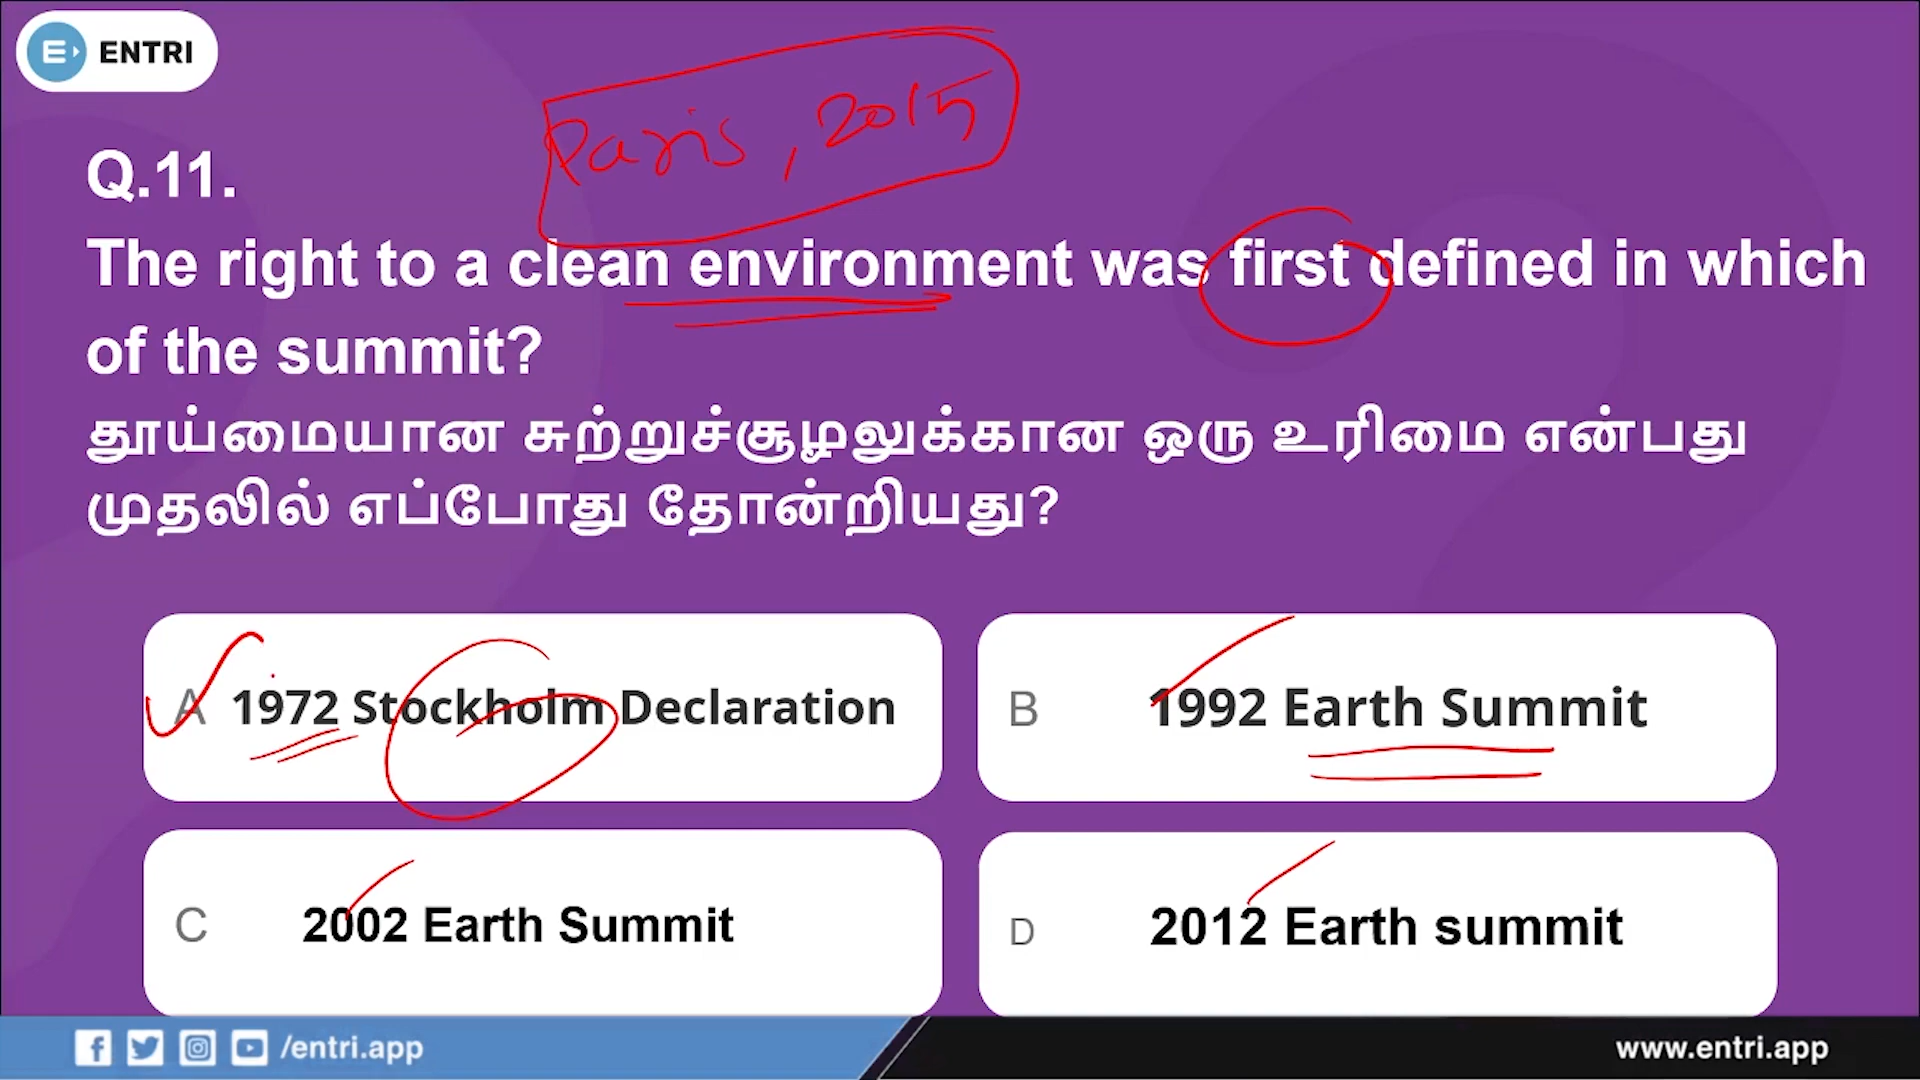 ENTRI
Paris, 2015
Q.11.
The right to a clean environment was first defined in which
of the summit?
தூய்மையான சுற்றுச்சூழலுக்கான ஒரு உரிமை என்பது
முதலில் எப்போது தோன்றியது?
A 1972 Stockholm Declaration
B 1992 Earth Summit
C 2002 Earth Summit
D 2012 Earth summit
/entri.app
www.entri.app